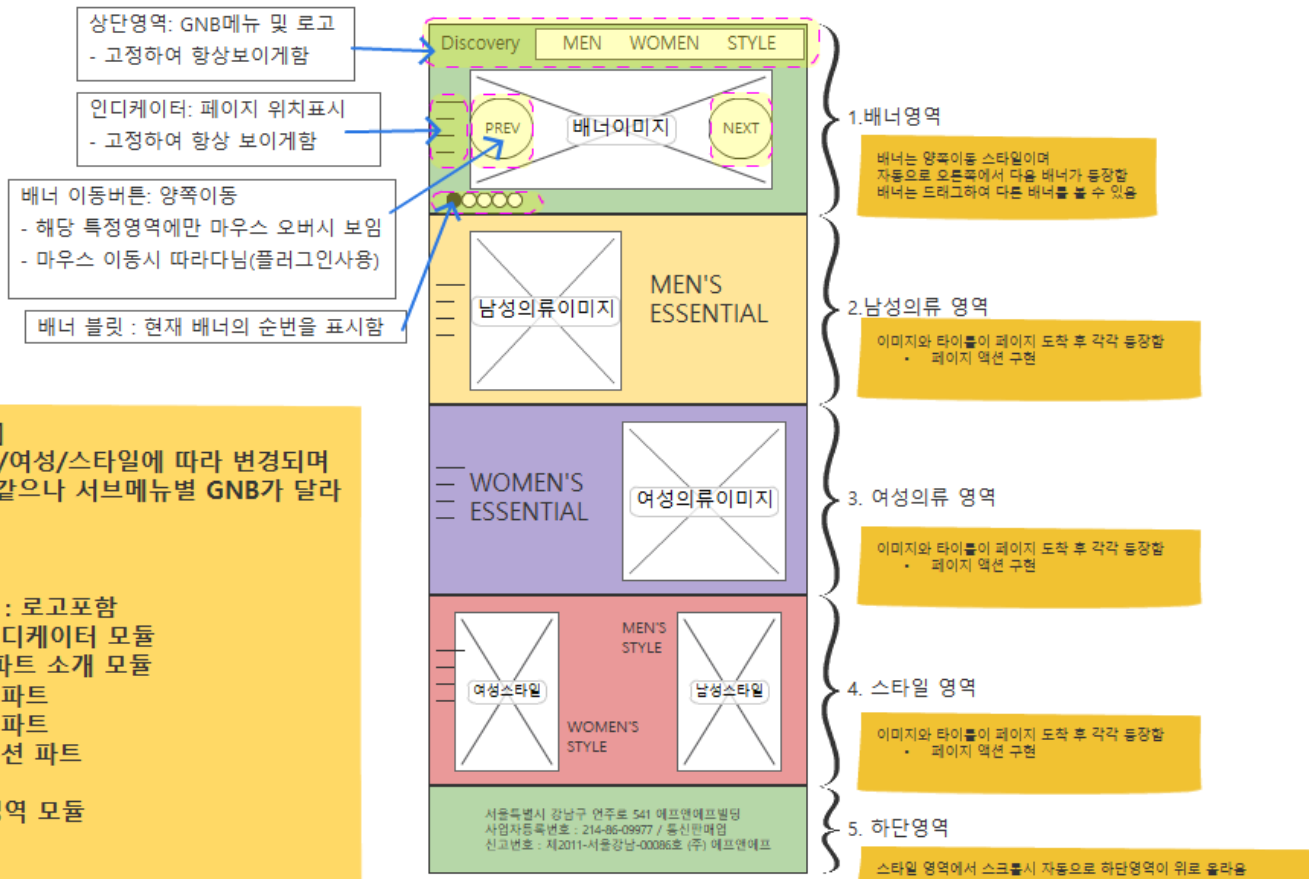 상단영역: GNB메뉴 및 로고
- 고정하여 항상보이게함
인디케이터: 페이지 위치표시
- 고정하여 항상 보이게함
배너 이동버튼: 양쪽이동
- 해당 특정영역에만 마우스 오버시 보임
- 마우스 이동시 따라다님(플러그인사용)
배너 블릿 : 현재 배너의 순번을 표시함
/여성/스타일에 따라 변경되며
같으나 서브메뉴별 GNB가 달라
: 로고포함
디케이터 모듈
파트 소개 모듈
파트
파트
션 파트
역 모듈
Discovery MEN WOMEN STYLE
PREV
배너이미지
NEXT
남성의류이미지
MEN'S
ESSENTIAL
WOMEN'S
ESSENTIAL
여성의류이미지
여성스타일
MEN'S
STYLE
WOMEN'S
STYLE
남성스타일
서울특별시 강남구 언주로 541 에프앤에프빌딩
사업자등록번호 : 214-86-09977 / 통신판매업
신고번호 : 제2011-서울강남-00086호 (주) 에프앤에프
1.배너영역
배너는 양쪽이동 스타일이며
자동으로 오른쪽에서 다음 배너가 등장함
배너는 드래그하여 다른 배너를 볼 수 있음
2.남성의류 영역
이미지와 타이틀이 페이지 도착 후 각각 등장함
• 페이지 액션 구현
3. 여성의류 영역
이미지와 타이틀이 페이지 도착 후 각각 등장함
• 페이지 액션 구현
4. 스타일 영역
이미지와 타이틀이 페이지 도착 후 각각 등장함
• 페이지 액션 구현
5. 하단영역
스타일 영역에서 스크롤시 자동으로 하단영역이 위로 올라옴